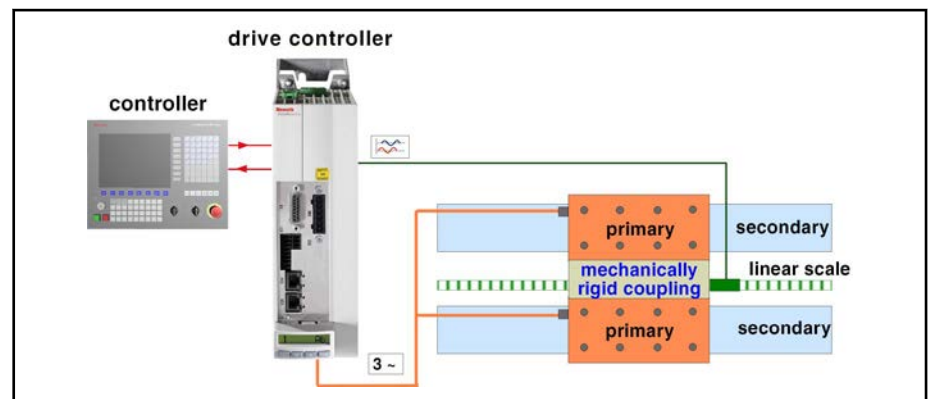 drive controller
controller
primary
secondary
mechanically
rigid coupling
linear scale
primary
secondary
3 ~